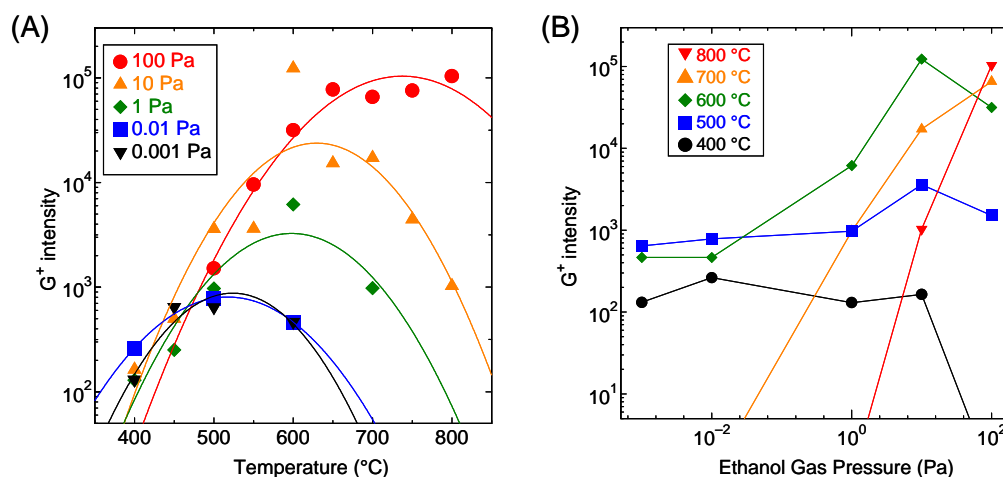 (A)
G⁺ intensity
10⁵
10⁴
10³
10²
100 Pa
10 Pa
1 Pa
0.01 Pa
0.001 Pa
400 500 600 700 800
Temperature (°C)
(B)
G⁺ intensity
10⁵
10⁴
10³
10²
10¹
800 °C
700 °C
600 °C
500 °C
400 °C
10⁻² 10⁰ 10²
Ethanol Gas Pressure (Pa)